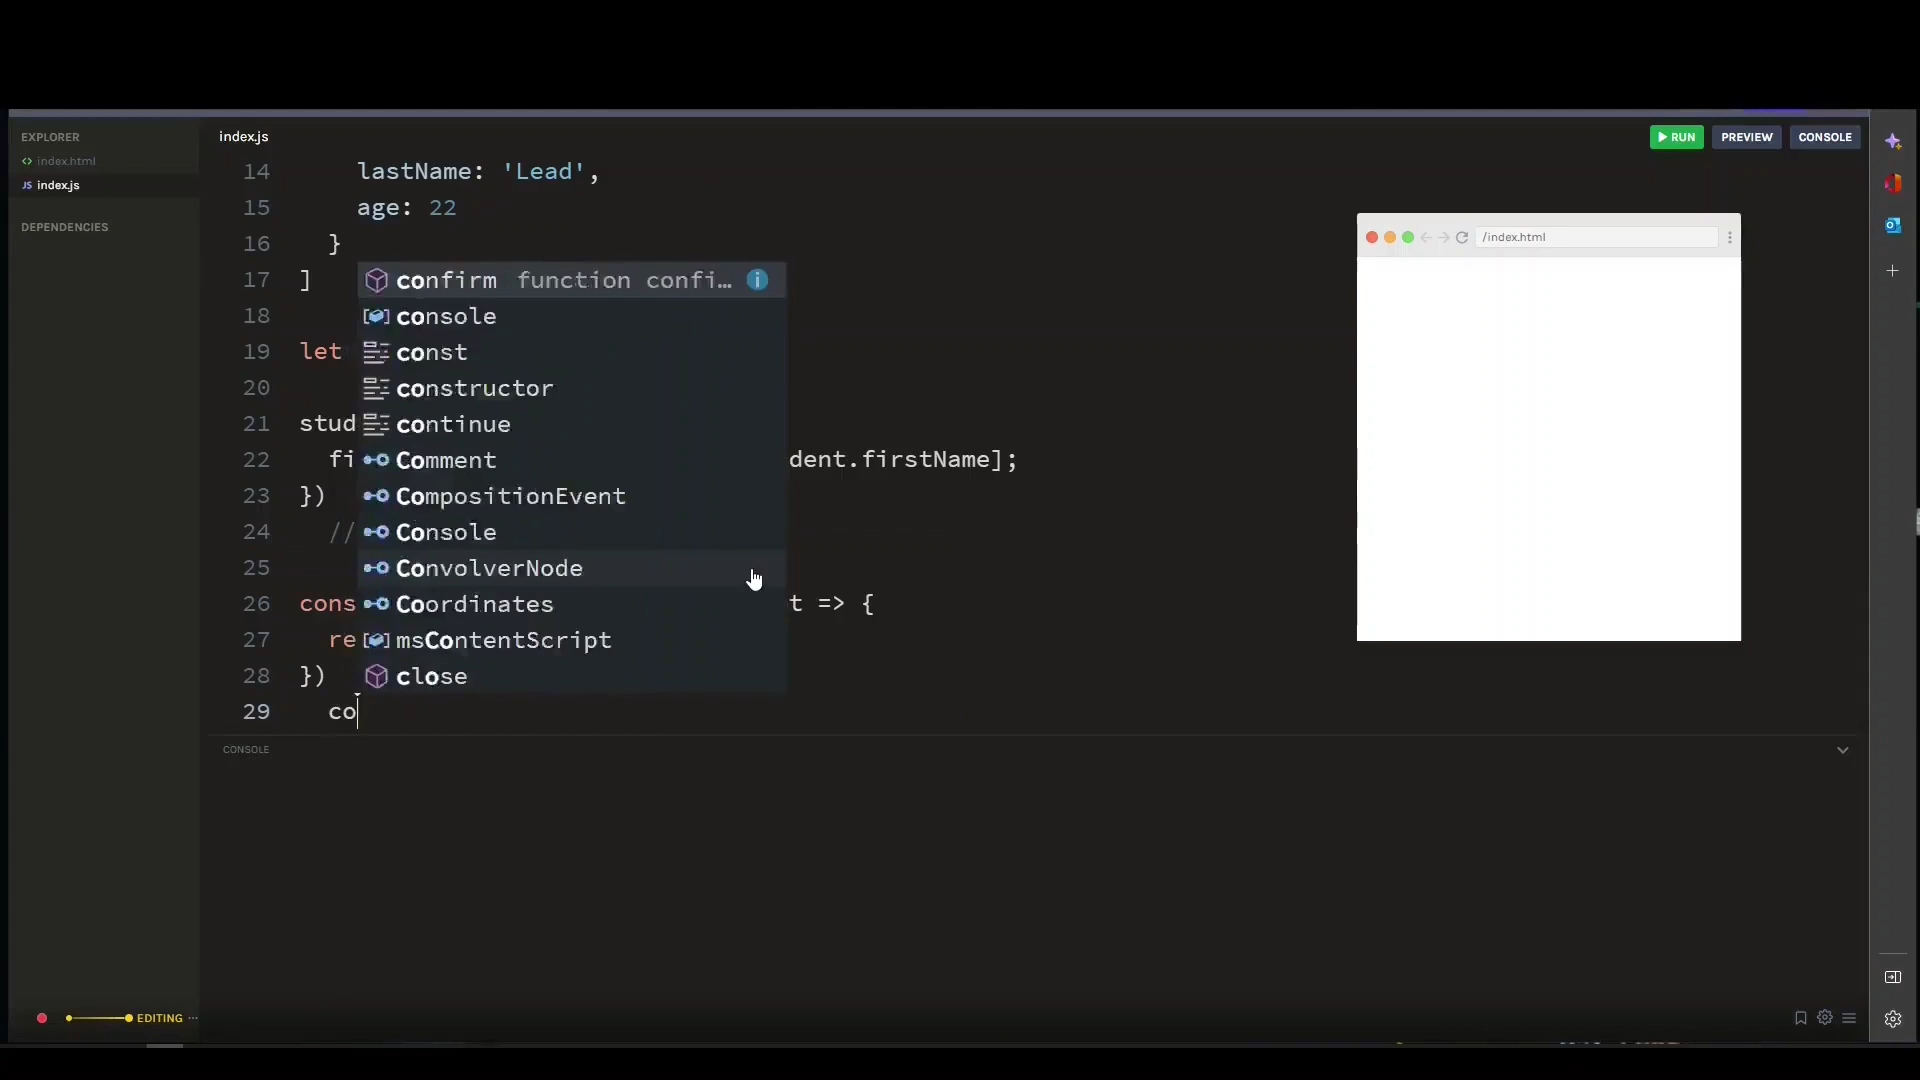 EXPLORER
index.html
JS index.js
DEPENDENCIES
index.js
RUN
PREVIEW
CONSOLE
14 lastName: 'Lead',
15 age: 22
16 }
17 ]
18
19 let
20
21 stud
22 fi dent.firstName];
23 })
24 //
25
26 cons t => {
27 re
28 })
29 co
confirm function confi…
console
const
constructor
continue
Comment
CompositionEvent
Console
ConvolverNode
Coordinates
msContentScript
close
/index.html
CONSOLE
EDITING ...